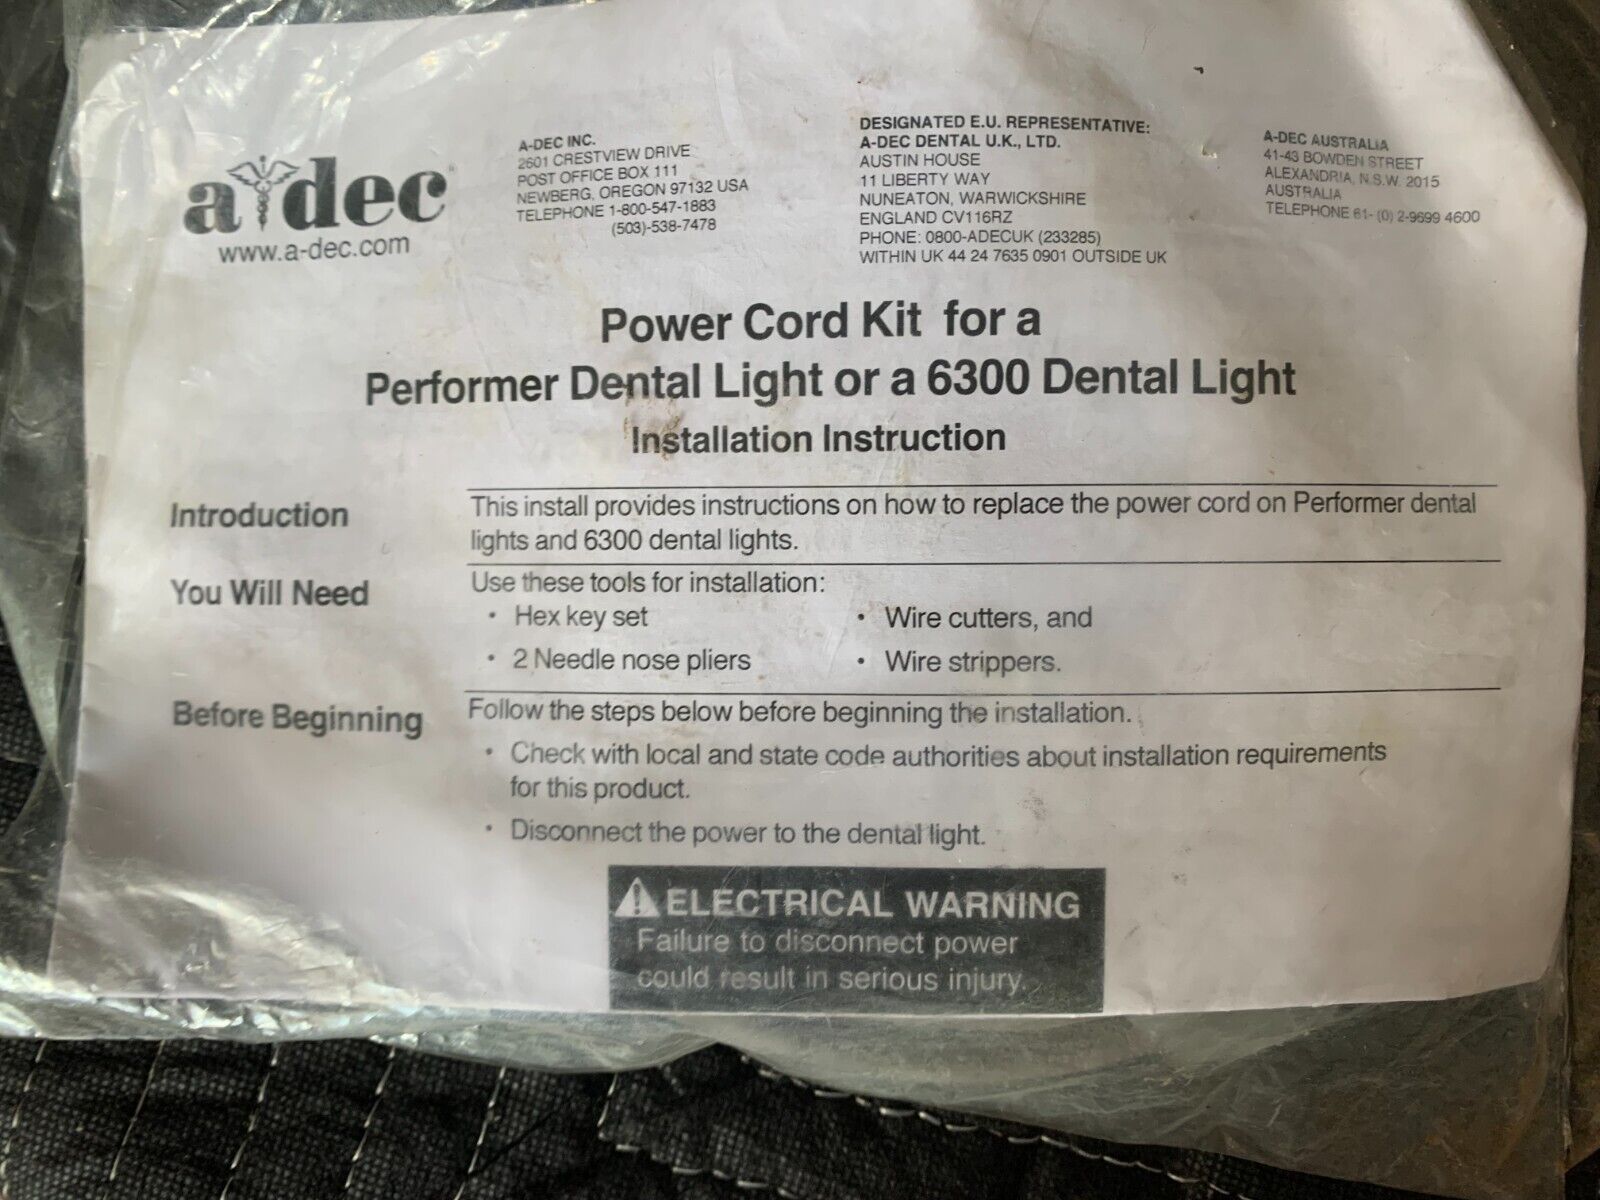 a dec
www.a-dec.com
A-DEC INC.
2601 CRESTVIEW DRIVE
POST OFFICE BOX 111
NEWBERG, OREGON 97132 USA
TELEPHONE 1-800-547-1883
(503)-538-7478
DESIGNATED E.U. REPRESENTATIVE:
A-DEC DENTAL U.K., LTD.
AUSTIN HOUSE
11 LIBERTY WAY
NUNEATON, WARWICKSHIRE
ENGLAND CV116RZ
PHONE: 0800-ADECUK (233285)
WITHIN UK 44 24 7635 0901 OUTSIDE UK
A-DEC AUSTRALIA
41-43 BOWDEN STREET
ALEXANDRIA, N.S.W. 2015
AUSTRALIA
TELEPHONE 61- (0) 2-9699 4600
Power Cord Kit for a
Performer Dental Light or a 6300 Dental Light
Installation Instruction
Introduction
This install provides instructions on how to replace the power cord on Performer dental
lights and 6300 dental lights.
You Will Need
Use these tools for installation:
• Hex key set
• 2 Needle nose pliers
• Wire cutters, and
• Wire strippers.
Before Beginning
Follow the steps below before beginning the installation.
• Check with local and state code authorities about installation requirements
for this product.
• Disconnect the power to the dental light.
ELECTRICAL WARNING
Failure to disconnect power
could result in serious injury.